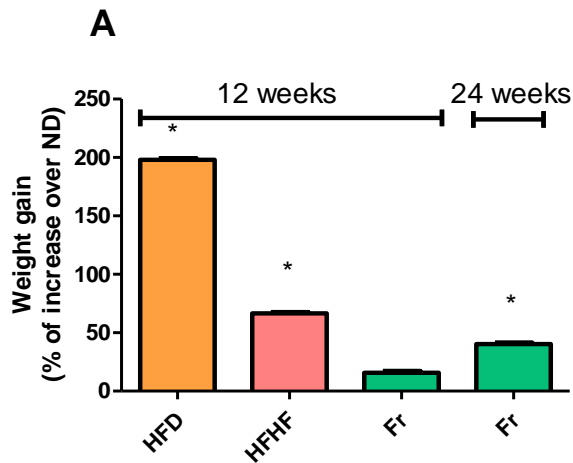 A
12 weeks 24 weeks
Weight gain
(% of increase over ND)
250
200
150
100
50
0
*
*
*
HFD
HFHF
Fr
Fr